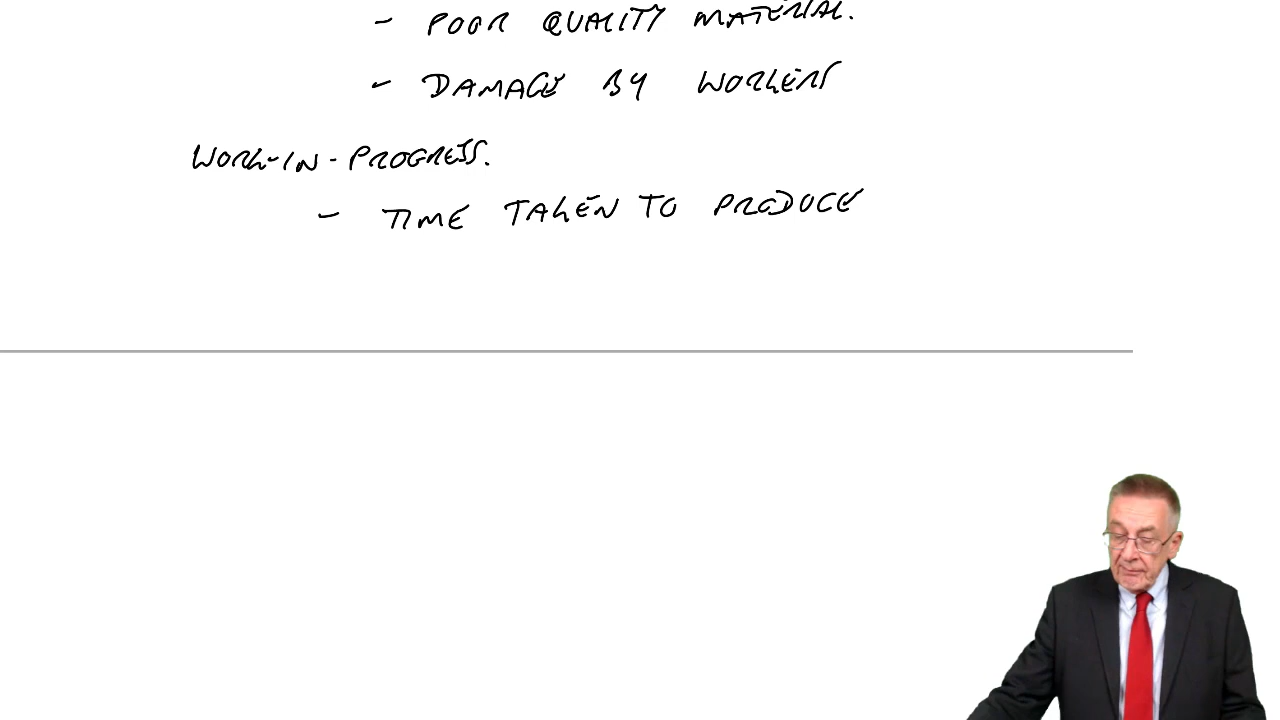 - POOR QUALITY MATERIAL.
- DAMAGE BY WORKERS
WORK-IN-PROGRESS.
- TIME TAKEN TO PRODUCE